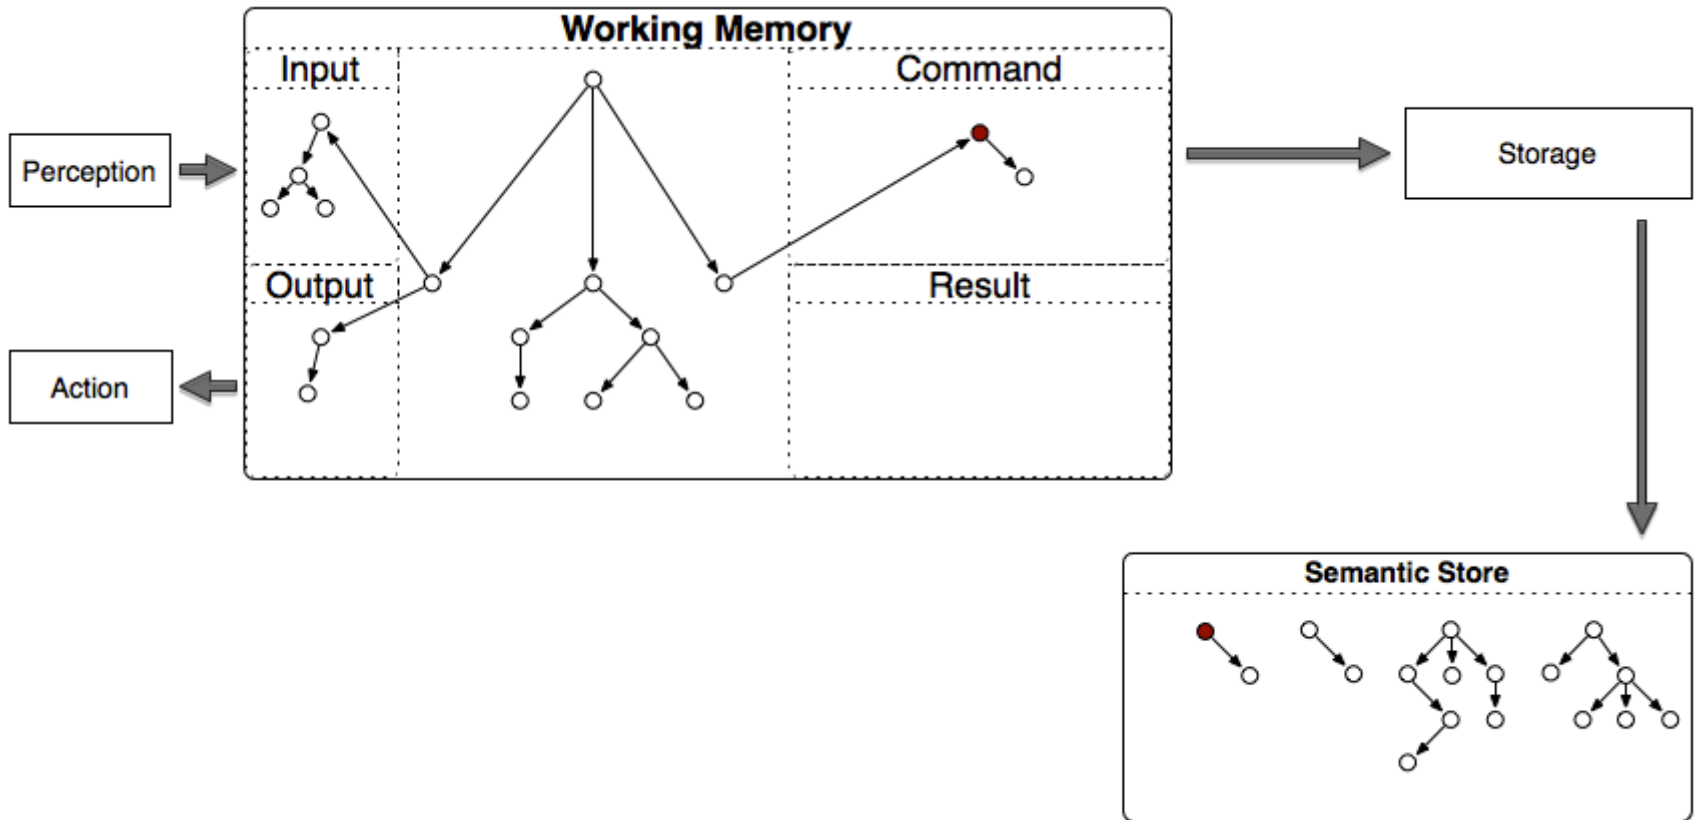 Working Memory
Input
Command
Perception
Storage
Output
Result
Action
Semantic Store